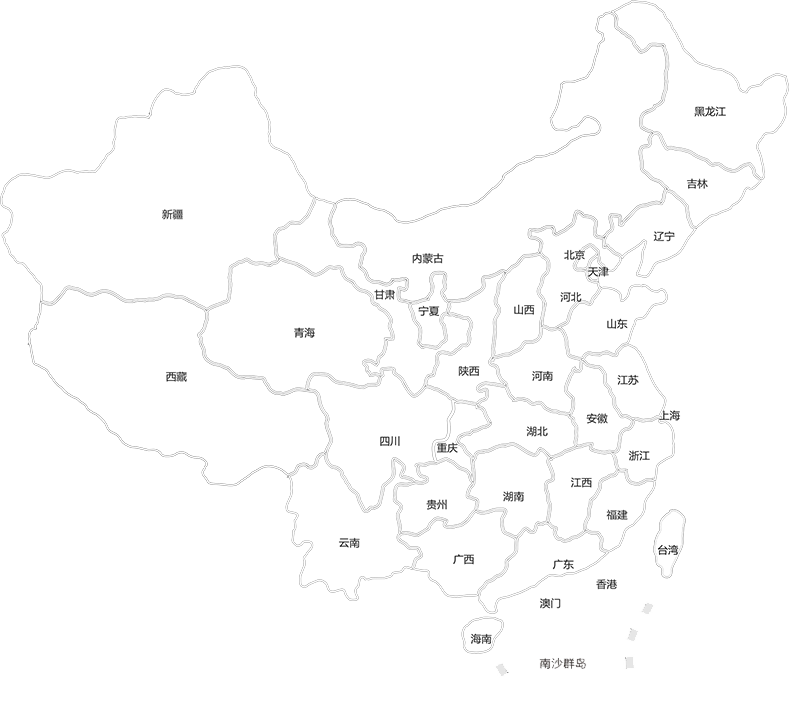 黑龙江
吉林
新疆
辽宁
北京
内蒙古
天津
甘肃
河北
宁夏
山西
山东
青海
陕西
河南
西藏
江苏
上海
安徽
湖北
四川
重庆
浙江
江西
湖南
贵州
福建
云南
台湾
广西
广东
香港
澳门
海南
南沙群岛